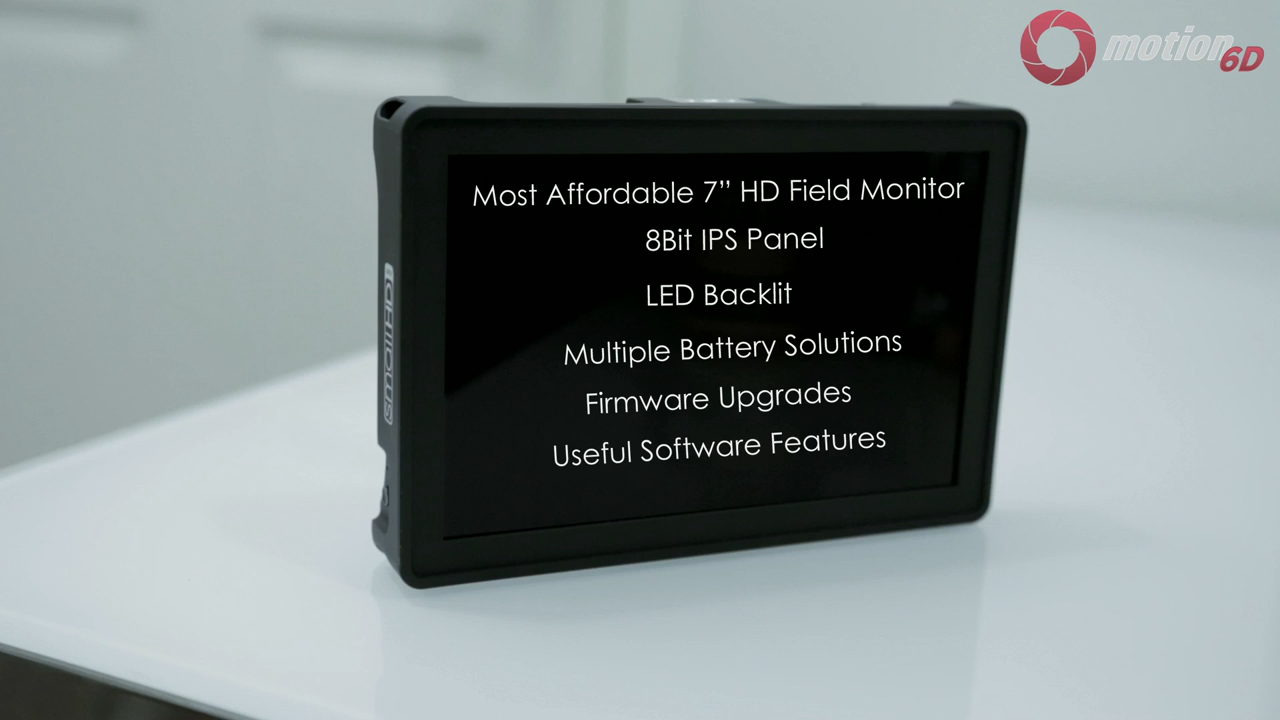 motion
6D
Most Affordable 7” HD Field Monitor
8Bit IPS Panel
LED Backlit
Multiple Battery Solutions
Firmware Upgrades
Useful Software Features